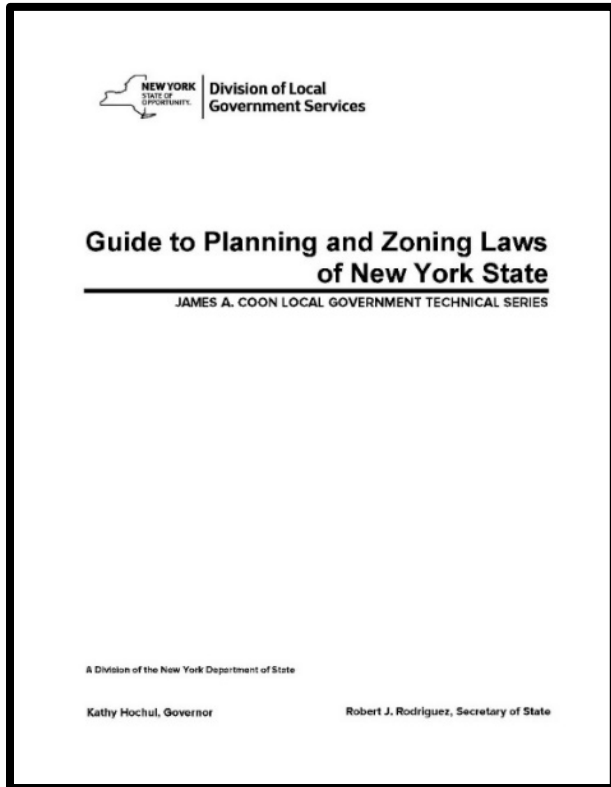 NEW YORK
STATE OF
OPPORTUNITY.
Division of Local
Government Services
Guide to Planning and Zoning Laws
of New York State
JAMES A. COON LOCAL GOVERNMENT TECHNICAL SERIES
A Division of the New York Department of State
Kathy Hochul, Governor
Robert J. Rodriguez, Secretary of State